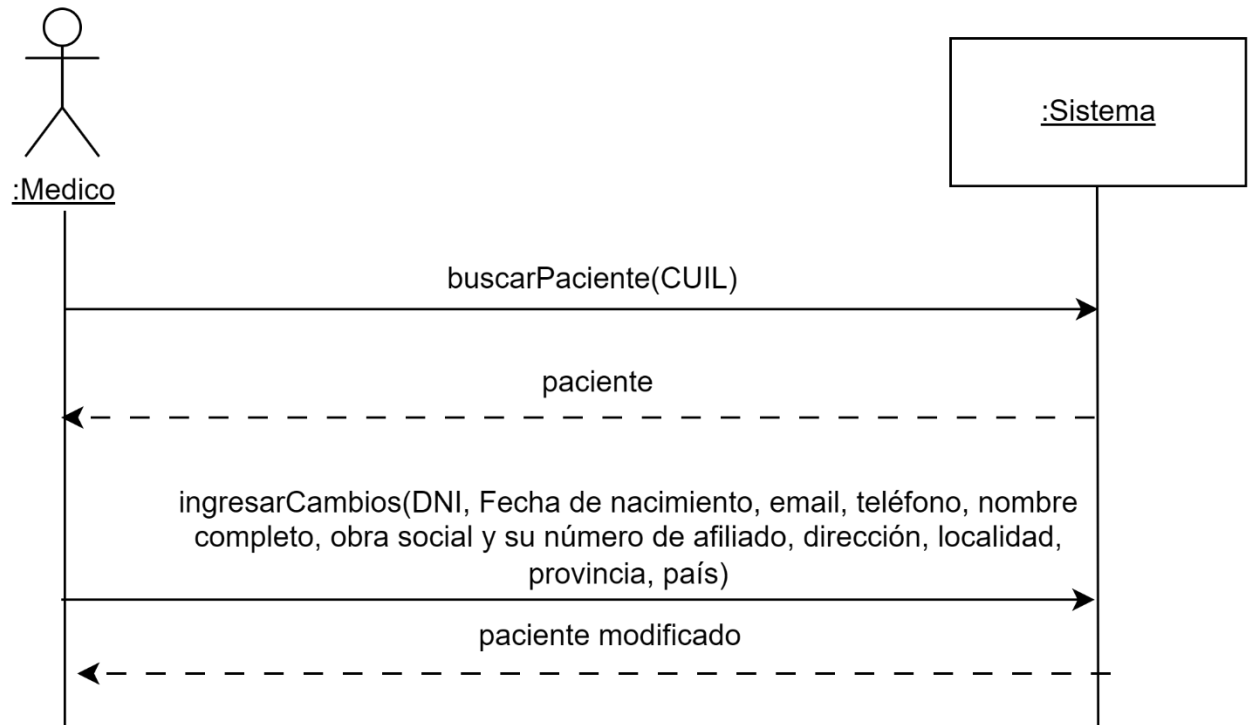 :Sistema
:Medico
buscarPaciente(CUIL)
paciente
ingresarCambios(DNI, Fecha de nacimiento, email, teléfono, nombre
completo, obra social y su número de afiliado, dirección, localidad,
provincia, país)
paciente modificado